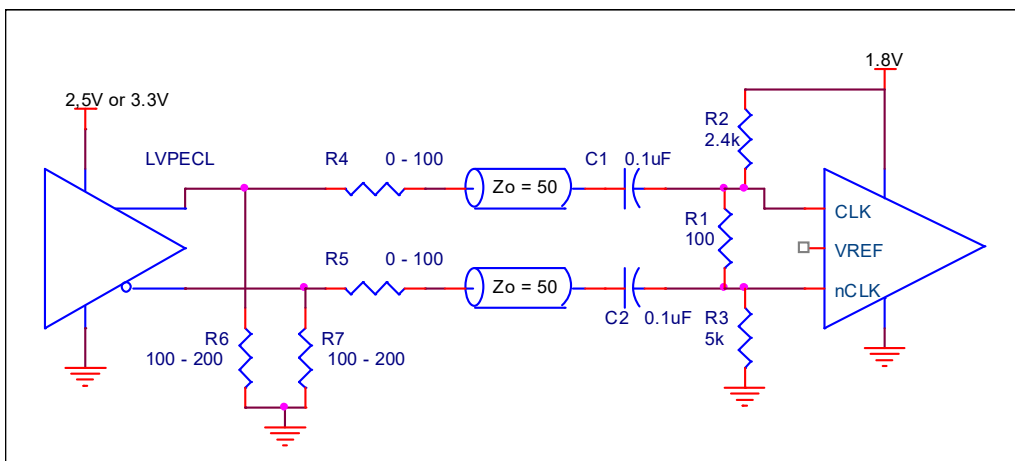 1.8V
2.5V or 3.3V
R2
2.4k
LVPECL
R4 0 - 100
C1 0.1uF
Zo = 50
CLK
R1
100
VREF
R5 0 - 100
Zo = 50
nCLK
C2 0.1uF
R3
5k
R6
100 - 200
R7
100 - 200